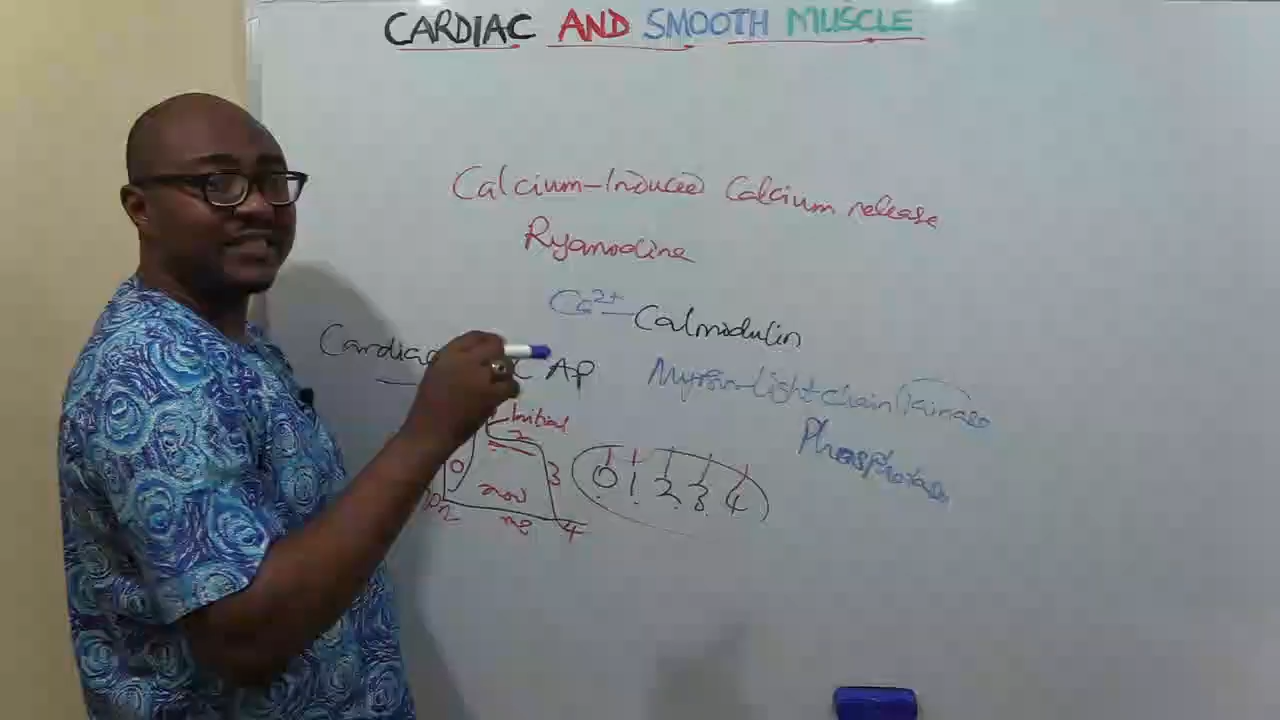 CARDIAC AND SMOOTH MUSCLE
Calcium-Induced Calcium release
Ryanodine
Ca2+ — Calmodulin
Cardiac AP
Myosin-Light chain Kinase
Phosphatase
Initial
2
0
3
200
4
0 1 2 3 4